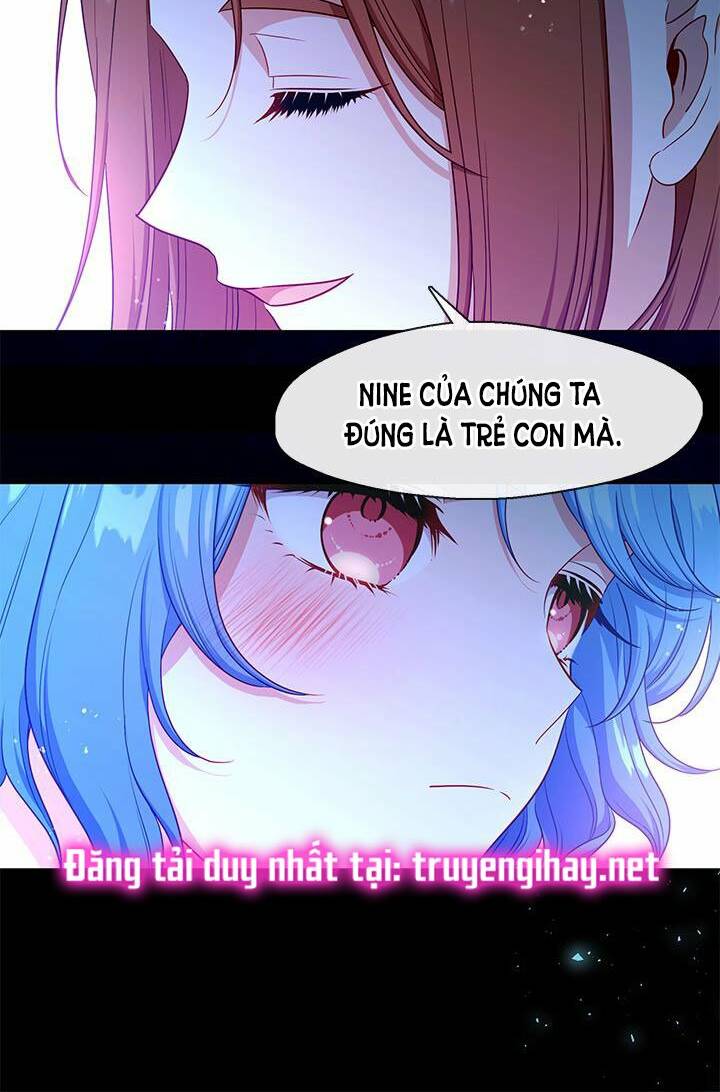 NINE CỦA CHÚNG TA
ĐÚNG LÀ TRẺ CON MÀ.
Đăng tải duy nhất tại: truyengihay.net